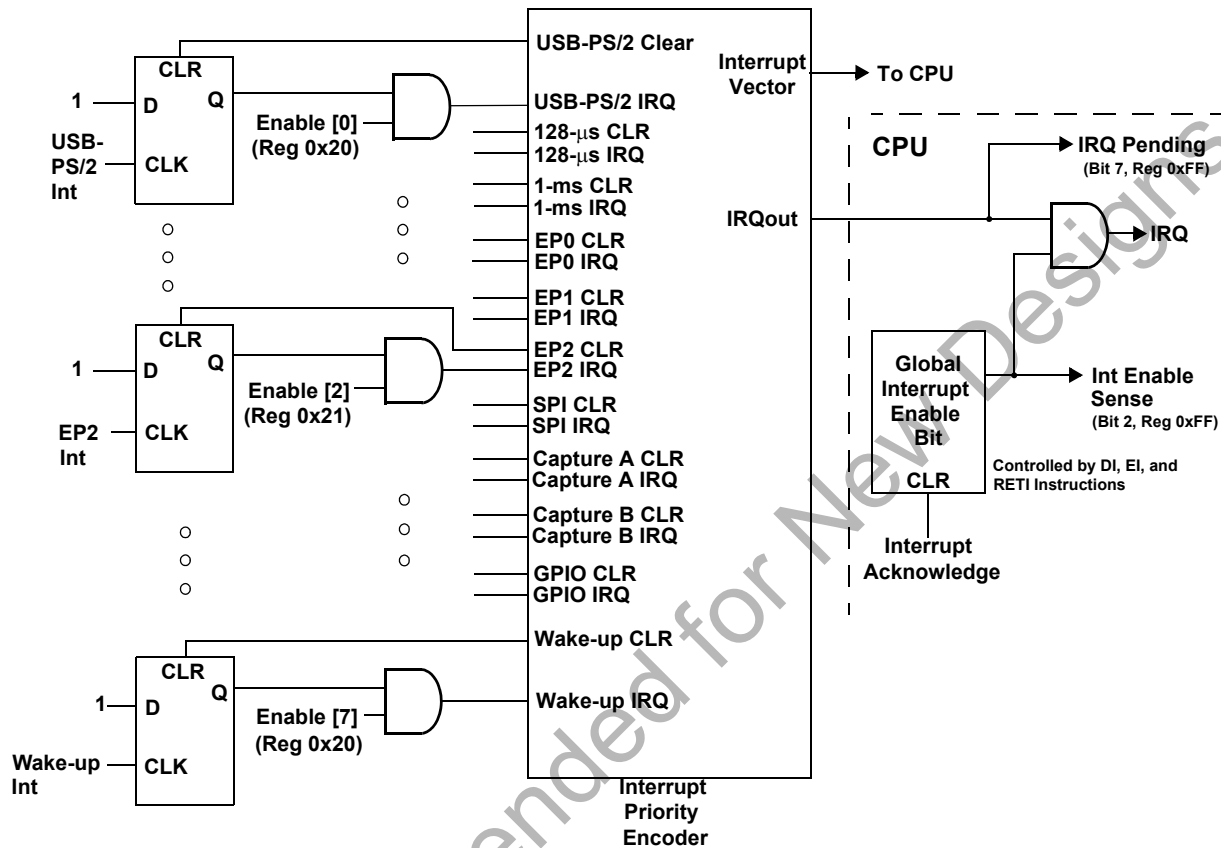 USB-PS/2 Clear
CLR
Q
1
D
USB-
PS/2
Int
CLK
Enable [0]
(Reg 0x20)
USB-PS/2 IRQ
128-μs CLR
128-μs IRQ
1-ms CLR
1-ms IRQ
EP0 CLR
EP0 IRQ
EP1 CLR
EP1 IRQ
CLR
Q
1
D
EP2
Int
CLK
Enable [2]
(Reg 0x21)
EP2 CLR
EP2 IRQ
SPI CLR
SPI IRQ
Capture A CLR
Capture A IRQ
Capture B CLR
Capture B IRQ
GPIO CLR
GPIO IRQ
Wake-up CLR
CLR
Q
1
D
Wake-up
Int
CLK
Enable [7]
(Reg 0x20)
Wake-up IRQ
Interrupt
Priority
Encoder
Interrupt
Vector
To CPU
CPU
IRQ Pending
(Bit 7, Reg 0xFF)
IRQout
IRQ
Global
Interrupt
Enable
Bit
CLR
Int Enable
Sense
(Bit 2, Reg 0xFF)
Controlled by DI, EI, and
RETI Instructions
Interrupt
Acknowledge
ended for New Designs